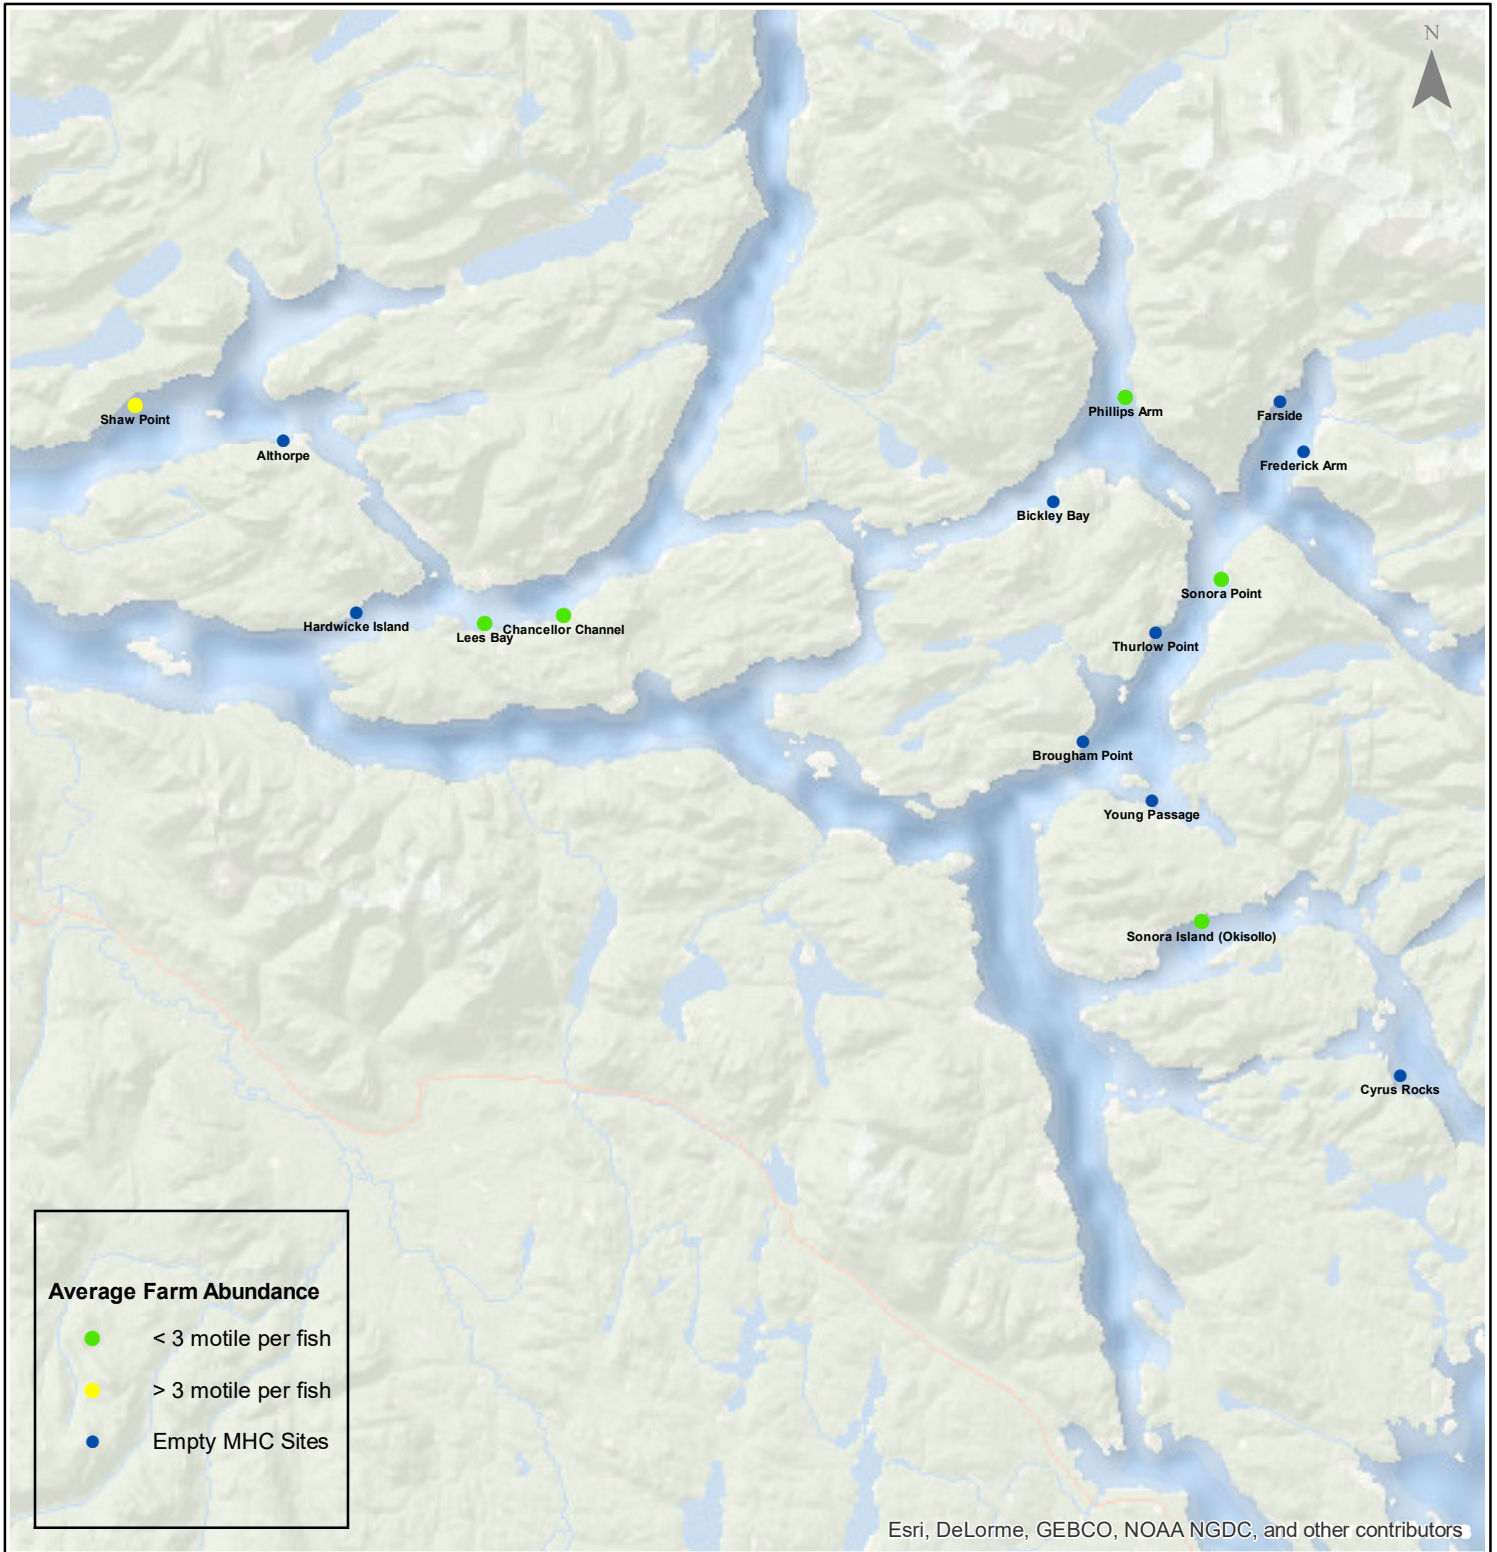 N
Shaw Point
Phillips Arm
Farside
Althorpe
Frederick Arm
Bickley Bay
Sonora Point
Hardwicke Island
Chancellor Channel
Lees Bay
Thurlow Point
Brougham Point
Young Passage
Sonora Island (Okisollo)
Cyrus Rocks
Average Farm Abundance
< 3 motile per fish
> 3 motile per fish
Empty MHC Sites
Esri, DeLorme, GEBCO, NOAA NGDC, and other contributors